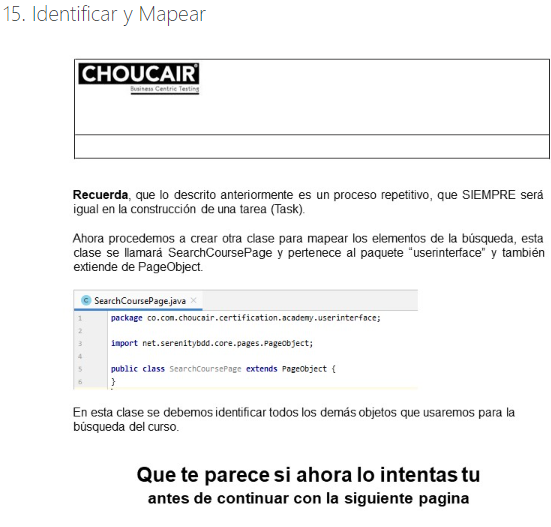 15. Identificar y Mapear
CHOUCAIR
Business Centric Testing
Recuerda, que lo descrito anteriormente es un proceso repetitivo, que SIEMPRE será
igual en la construcción de una tarea (Task).
Ahora procedemos a crear otra clase para mapear los elementos de la búsqueda, esta
clase se llamará SearchCoursePage y pertenece al paquete “userinterface” y también
extiende de PageObject.
SearchCoursePage.java
1 package co.com.choucair.certification.academy.userinterface;
2
3 import net.serenitybdd.core.pages.PageObject;
4
5 public class SearchCoursePage extends PageObject {
6 }
En esta clase se debemos identificar todos los demás objetos que usaremos para la
búsqueda del curso.
Que te parece si ahora lo intentas tu
antes de continuar con la siguiente pagina